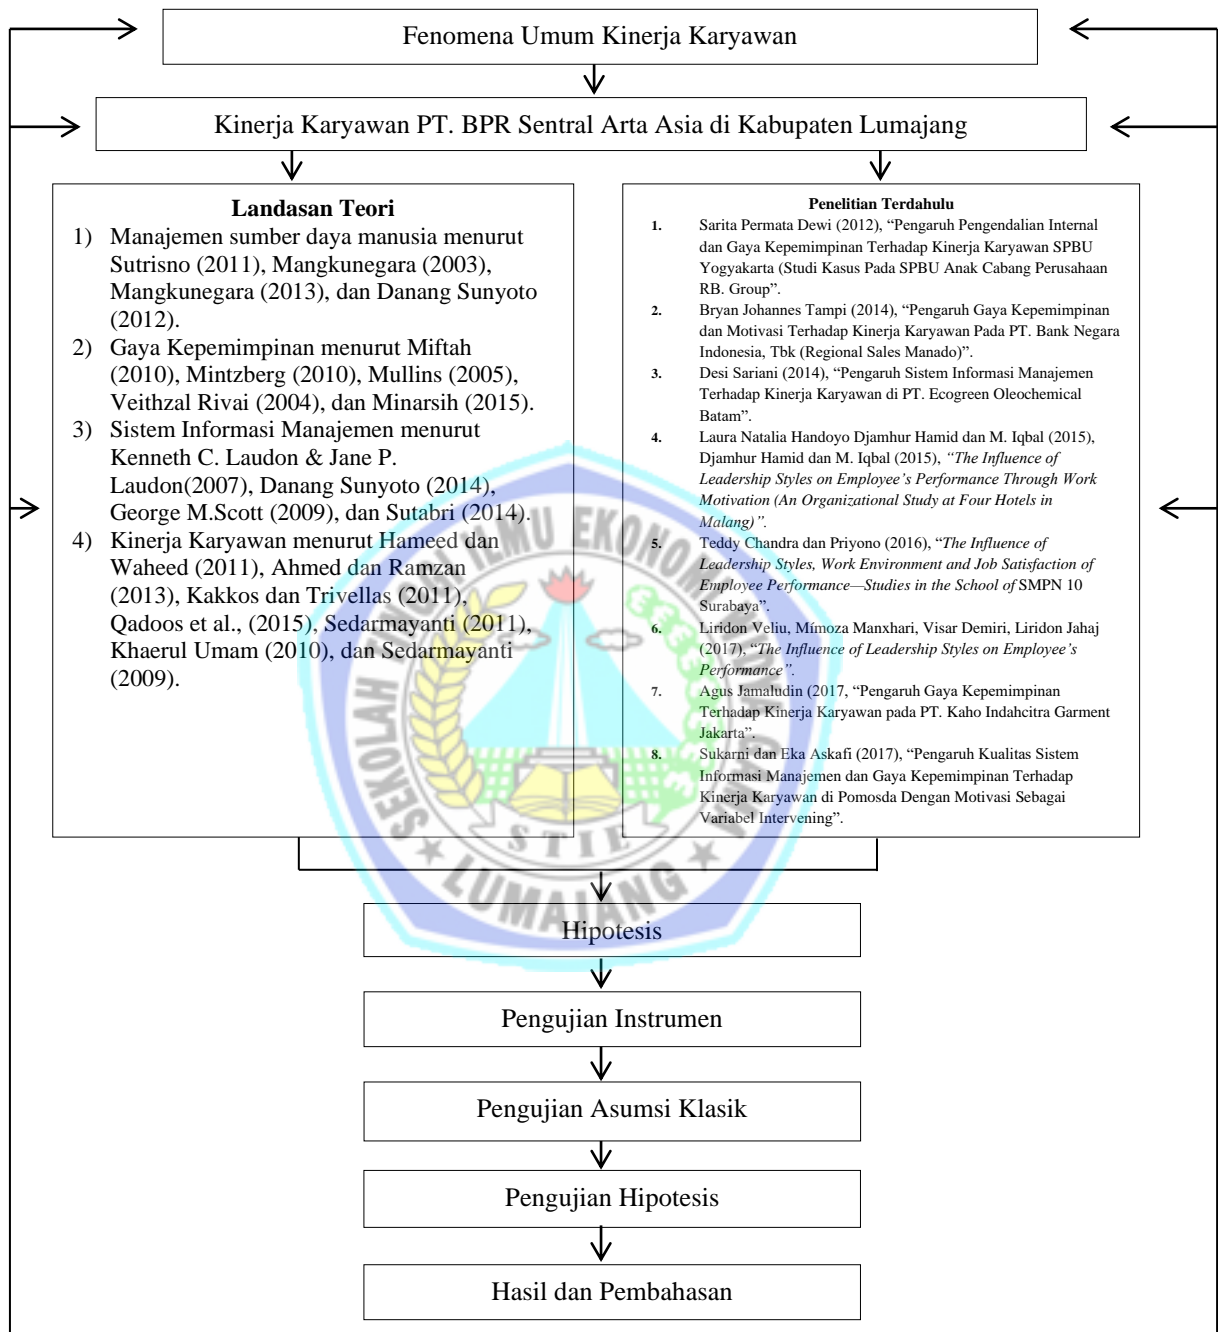 Fenomena Umum Kinerja Karyawan
Kinerja Karyawan PT. BPR Sentral Arta Asia di Kabupaten Lumajang
Landasan Teori
1) Manajemen sumber daya manusia menurut
Sutrisno (2011), Mangkunegara (2003),
Mangkunegara (2013), dan Danang Sunyoto
(2012).
2) Gaya Kepemimpinan menurut Miftah
(2010), Mintzberg (2010), Mullins (2005),
Veithzal Rivai (2004), dan Minarsih (2015).
3) Sistem Informasi Manajemen menurut
Kenneth C. Laudon & Jane P.
Laudon(2007), Danang Sunyoto (2014),
George M.Scott (2009), dan Sutabri (2014).
4) Kinerja Karyawan menurut Hameed dan
Waheed (2011), Ahmed dan Ramzan
(2013), Kakkos dan Trivellas (2011),
Qadoos et al., (2015), Sedarmayanti (2011),
Khaerul Umam (2010), dan Sedarmayanti
(2009).
Penelitian Terdahulu
1. Sarita Permata Dewi (2012), “Pengaruh Pengendalian Internal
dan Gaya Kepemimpinan Terhadap Kinerja Karyawan SPBU
Yogyakarta (Studi Kasus Pada SPBU Anak Cabang Perusahaan
RB. Group”.
2. Bryan Johannes Tampi (2014), “Pengaruh Gaya Kepemimpinan
dan Motivasi Terhadap Kinerja Karyawan Pada PT. Bank Negara
Indonesia, Tbk (Regional Sales Manado)”.
3. Desi Sariani (2014), “Pengaruh Sistem Informasi Manajemen
Terhadap Kinerja Karyawan di PT. Ecogreen Oleochemical
Batam”.
4. Laura Natalia Handoyo Djamhur Hamid dan M. Iqbal (2015),
Djamhur Hamid dan M. Iqbal (2015), “The Influence of
Leadership Styles on Employee’s Performance Through Work
Motivation (An Organizational Study at Four Hotels in
Malang)”.
5. Teddy Chandra dan Priyono (2016), “The Influence of
Leadership Styles, Work Environment and Job Satisfaction of
Employee Performance—Studies in the School of SMPN 10
Surabaya”.
6. Liridon Veliu, Mimoza Manxhari, Visar Demiri, Liridon Jahaj
(2017), “The Influence of Leadership Styles on Employee’s
Performance”.
7. Agus Jamaludin (2017, “Pengaruh Gaya Kepemimpinan
Terhadap Kinerja Karyawan pada PT. Kaho Indahcitra Garment
Jakarta”.
8. Sukarni dan Eka Askafi (2017), “Pengaruh Kualitas Sistem
Informasi Manajemen dan Gaya Kepemimpinan Terhadap
Kinerja Karyawan di Pomosda Dengan Motivasi Sebagai
Variabel Intervening”.
SEKOLAH TINGGI ILMU EKONOMI WIDYA GAMA
STIE
LUMAJANG
Hipotesis
Pengujian Instrumen
Pengujian Asumsi Klasik
Pengujian Hipotesis
Hasil dan Pembahasan